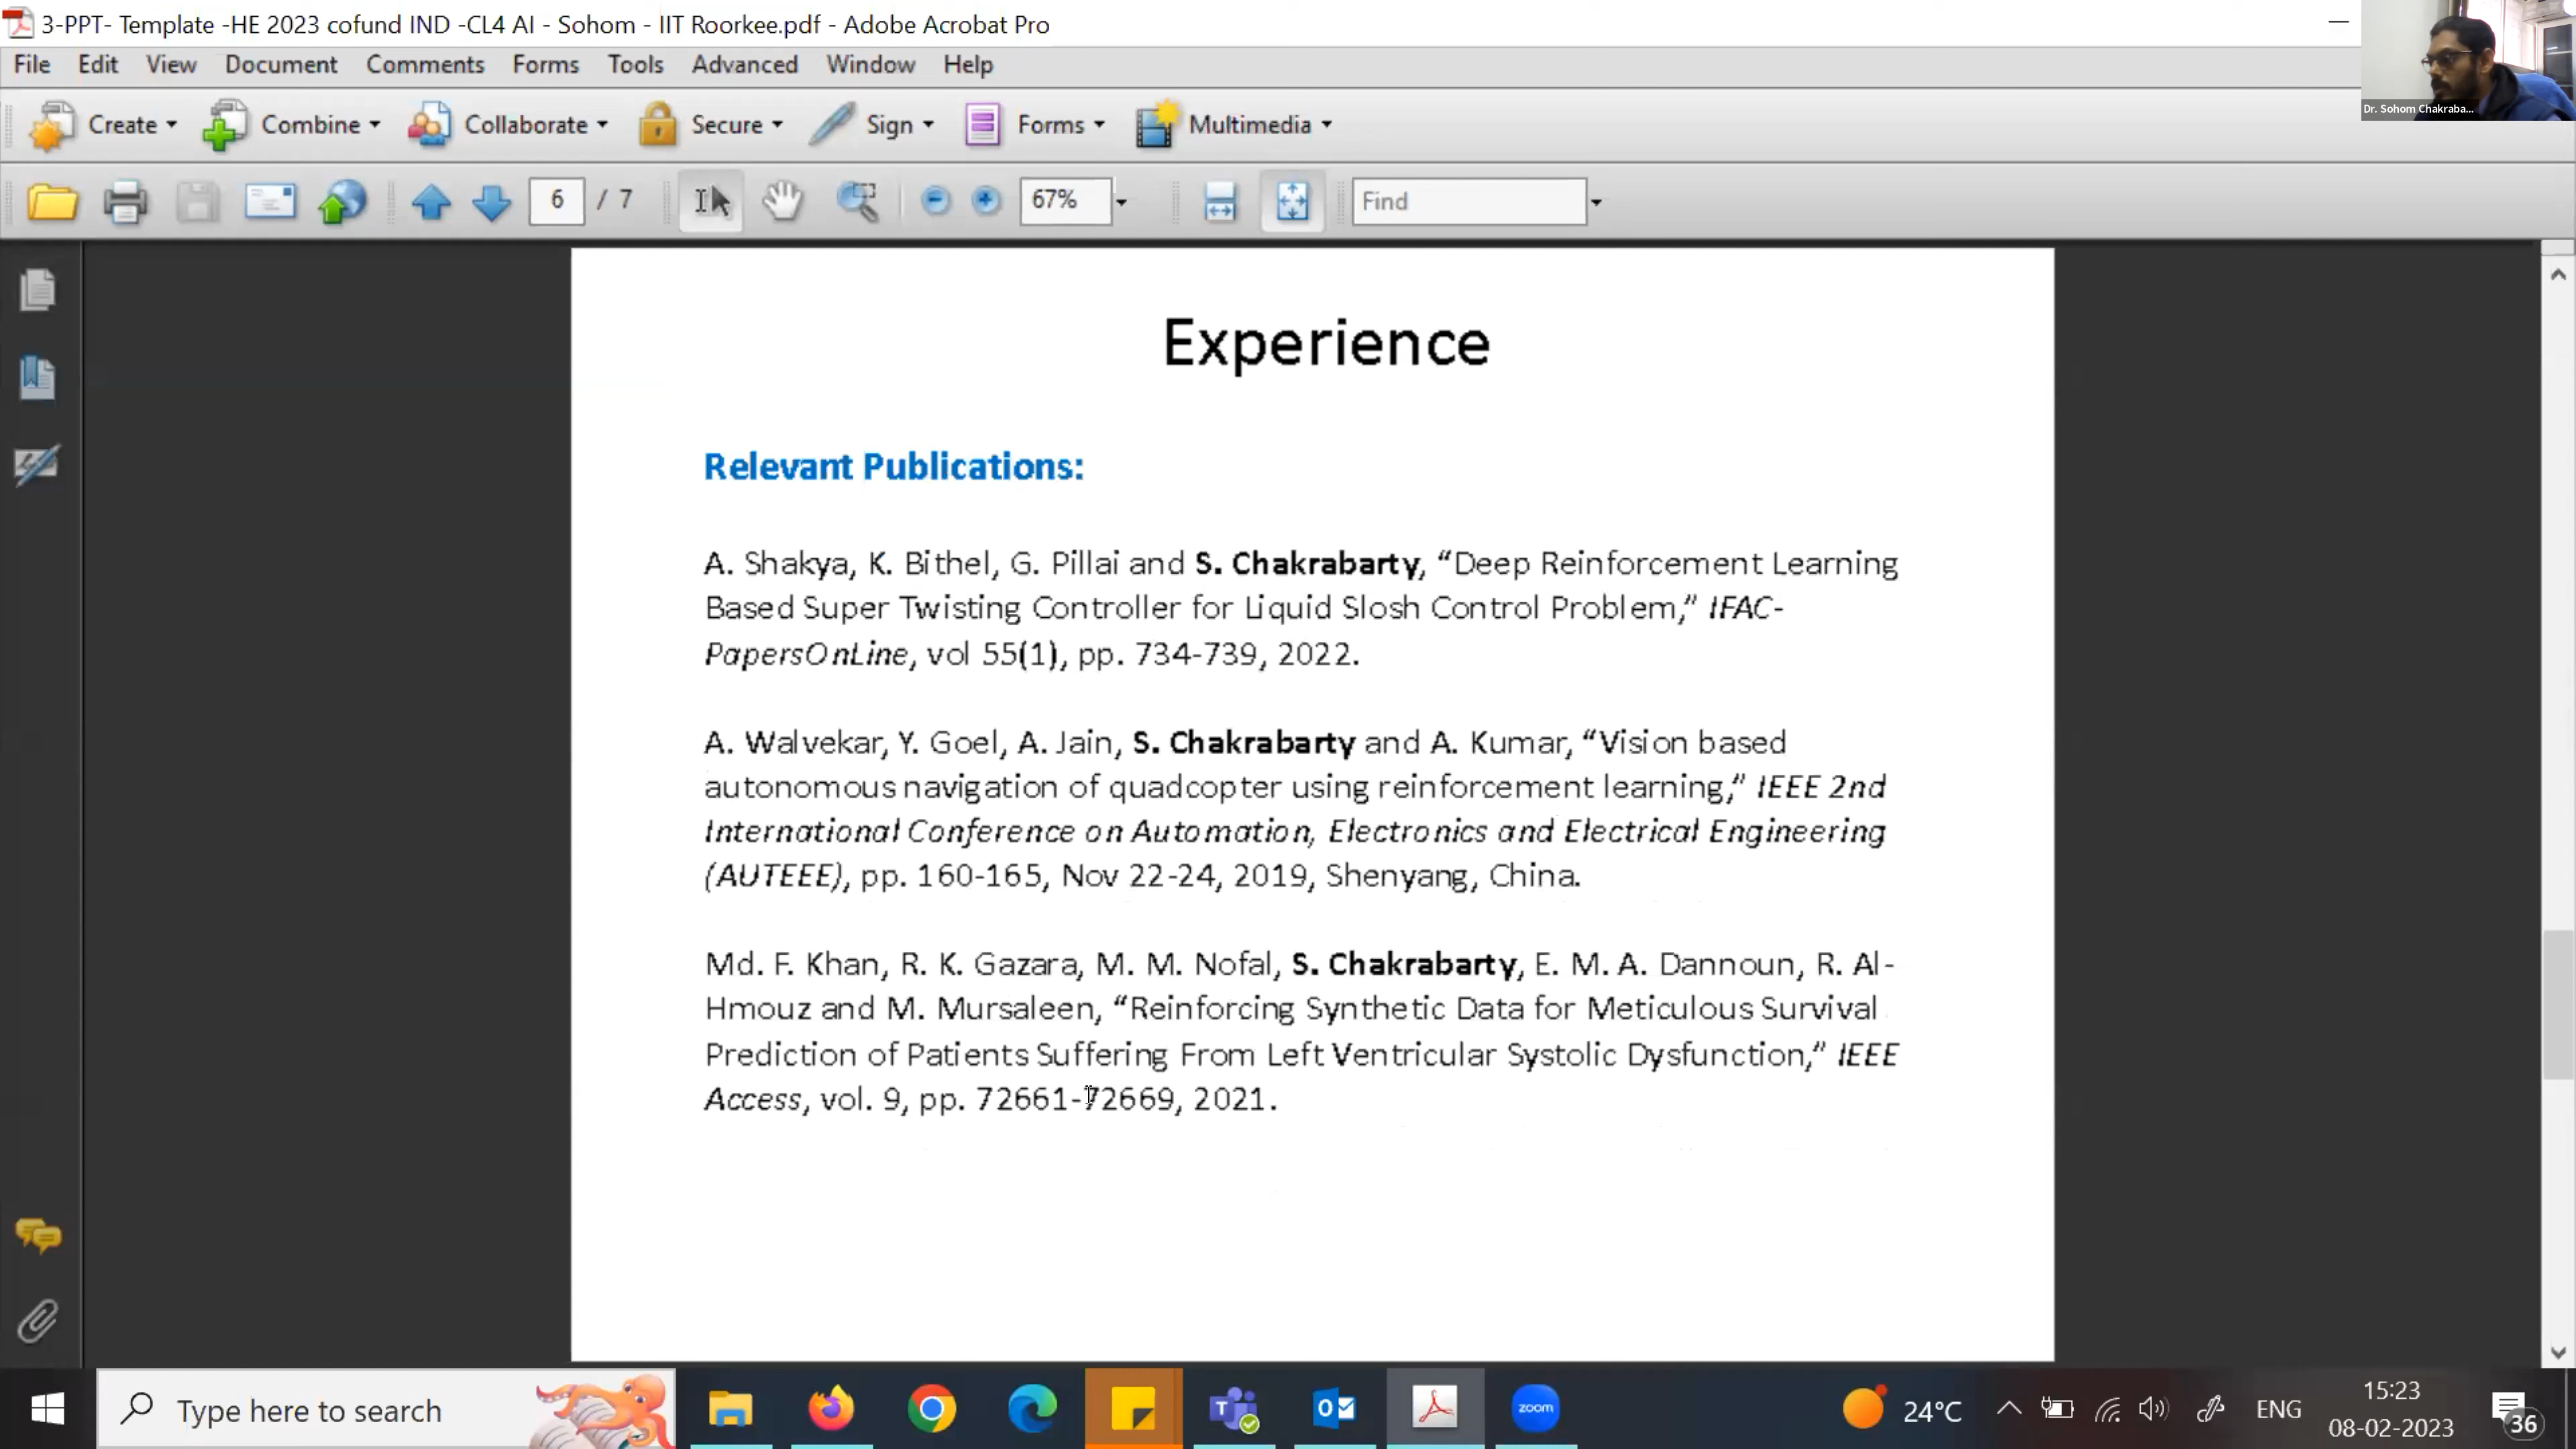 3-PPT- Template -HE 2023 cofund IND -CL4 AI - Sohom - IIT Roorkee.pdf - Adobe Acrobat Pro
File Edit View Document Comments Forms Tools Advanced Window Help
Dr. Sohom Chakraba...
Create Combine Collaborate Secure Sign Forms Multimedia
6 / 7 67% Find
Experience
Relevant Publications:
A. Shakya, K. Bithel, G. Pillai and S. Chakrabarty, “Deep Reinforcement Learning
Based Super Twisting Controller for Liquid Slosh Control Problem,” IFAC-
PapersOnLine, vol 55(1), pp. 734-739, 2022.
A. Walvekar, Y. Goel, A. Jain, S. Chakrabarty and A. Kumar, “Vision based
autonomous navigation of quadcopter using reinforcement learning,” IEEE 2nd
International Conference on Automation, Electronics and Electrical Engineering
(AUTEEE), pp. 160-165, Nov 22-24, 2019, Shenyang, China.
Md. F. Khan, R. K. Gazara, M. M. Nofal, S. Chakrabarty, E. M. A. Dannoun, R. Al-
Hmouz and M. Mursaleen, “Reinforcing Synthetic Data for Meticulous Survival
Prediction of Patients Suffering From Left Ventricular Systolic Dysfunction,” IEEE
Access, vol. 9, pp. 72661-72669, 2021.
Type here to search
zoom
24°C ENG
15:23
08-02-2023
36